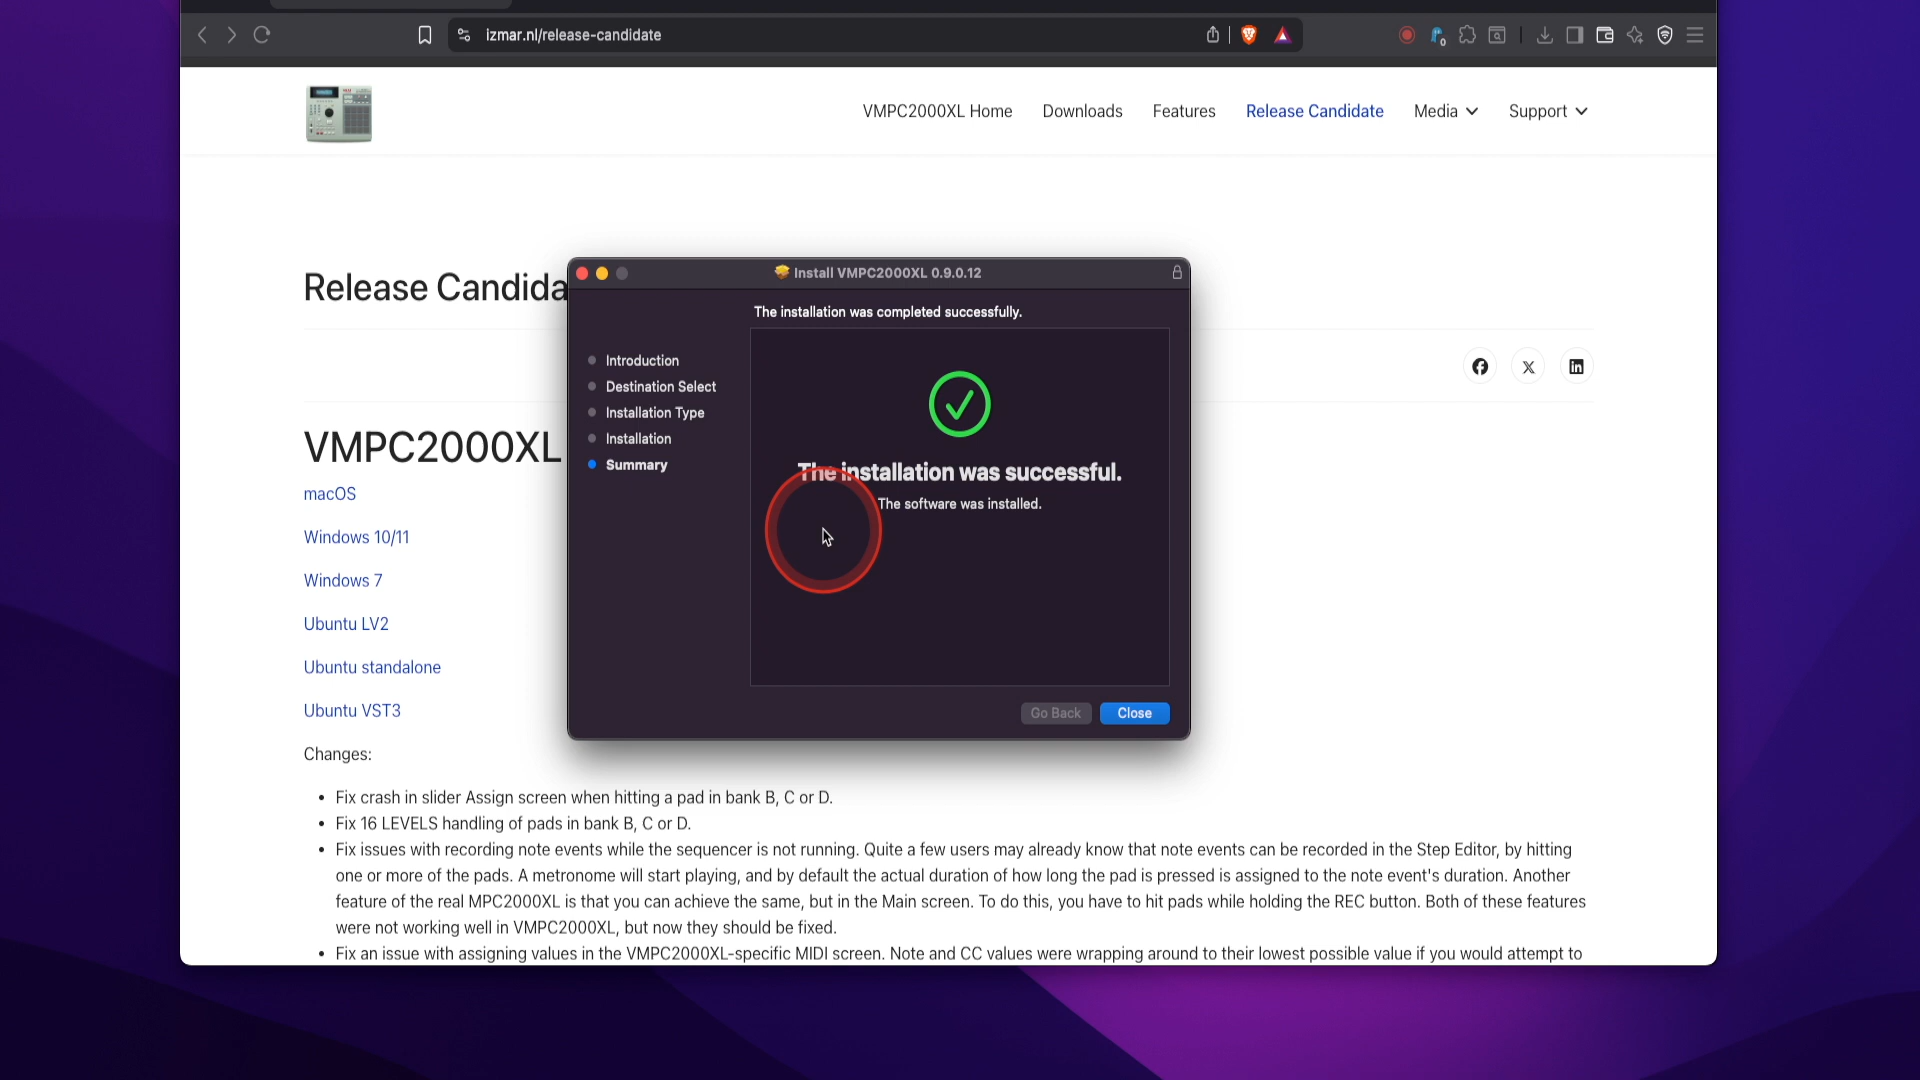 izmar.nl/release-candidate
VMPC2000XL Home Downloads Features Release Candidate Media Support
Release Candida
Install VMPC2000XL 0.9.0.12
The installation was completed successfully.
Introduction
Destination Select
Installation Type
Installation
Summary
The installation was successful.
The software was installed.
Go Back Close
VMPC2000XL
macOS
Windows 10/11
Windows 7
Ubuntu LV2
Ubuntu standalone
Ubuntu VST3
Changes:
• Fix crash in slider Assign screen when hitting a pad in bank B, C or D.
• Fix 16 LEVELS handling of pads in bank B, C or D.
• Fix issues with recording note events while the sequencer is not running. Quite a few users may already know that note events can be recorded in the Step Editor, by hitting
one or more of the pads. A metronome will start playing, and by default the actual duration of how long the pad is pressed is assigned to the note event's duration. Another
feature of the real MPC2000XL is that you can achieve the same, but in the Main screen. To do this, you have to hit pads while holding the REC button. Both of these features
were not working well in VMPC2000XL, but now they should be fixed.
• Fix an issue with assigning values in the VMPC2000XL-specific MIDI screen. Note and CC values were wrapping around to their lowest possible value if you would attempt to